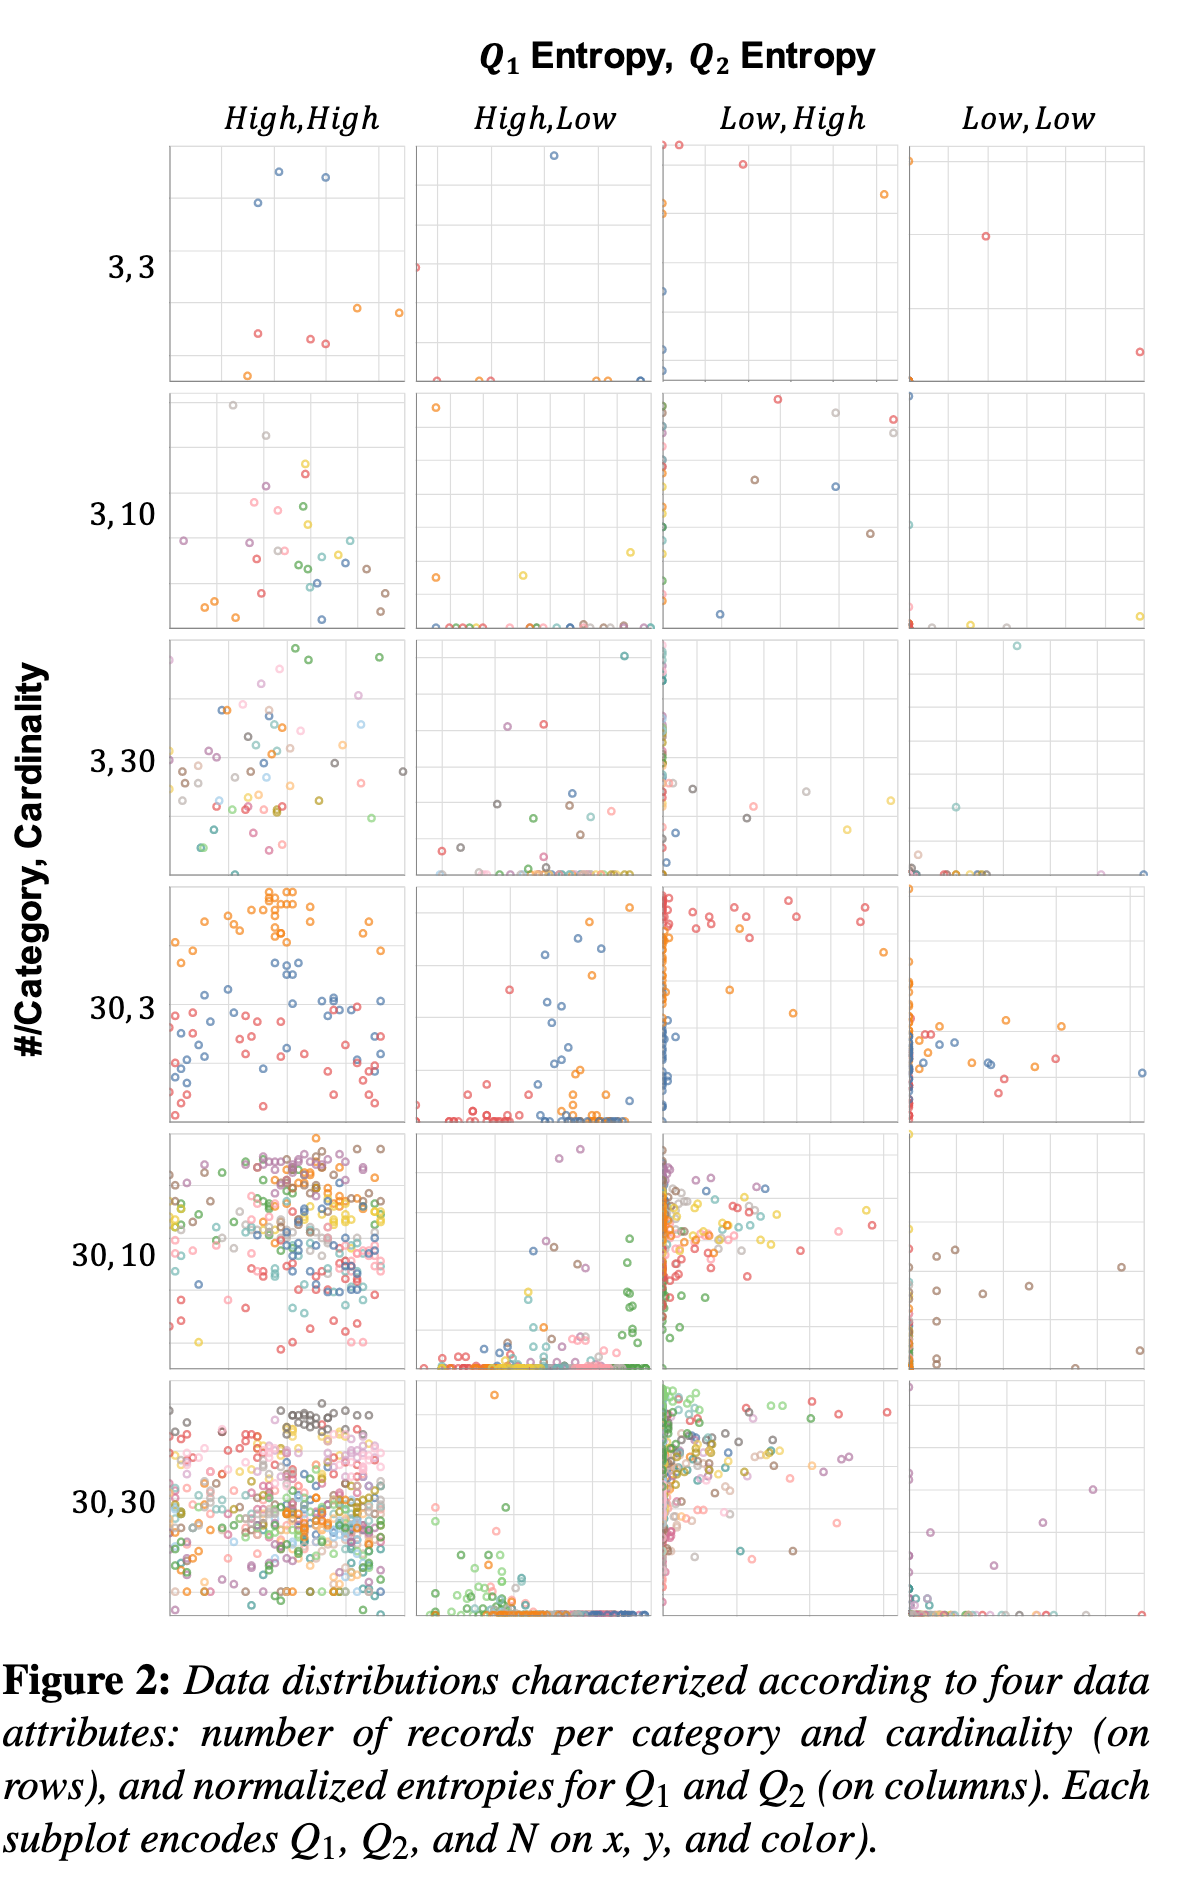 Q₁ Entropy, Q₂ Entropy
High,High High,Low Low,High Low,Low
#/Category, Cardinality
3,3
3,10
3,30
30,3
30,10
30,30
Figure 2: Data distributions characterized according to four data
attributes: number of records per category and cardinality (on
rows), and normalized entropies for Q₁ and Q₂ (on columns). Each
subplot encodes Q₁, Q₂, and N on x, y, and color).